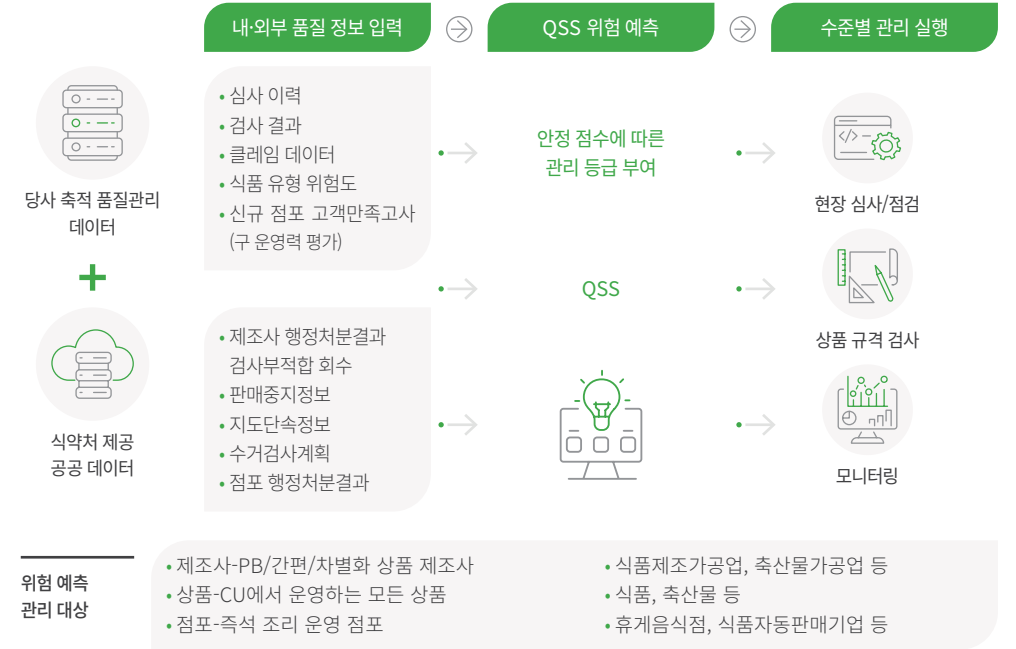 내·외부 품질 정보 입력
QSS 위험 예측
수준별 관리 실행
당사 축적 품질관리
데이터
• 심사 이력
• 검사 결과
• 클레임 데이터
• 식품 유형 위험도
• 신규 점포 고객만족고사
(구 운영력 평가)
안정 점수에 따른
관리 등급 부여
</>
현장 심사/점검
+
QSS
상품 규격 검사
식약처 제공
공공 데이터
• 제조사 행정처분결과
검사부적합 회수
• 판매중지정보
• 지도단속정보
• 수거검사계획
• 점포 행정처분결과
모니터링
위험 예측
관리 대상
• 제조사-PB/간편/차별화 상품 제조사
• 상품-CU에서 운영하는 모든 상품
• 점포-즉석 조리 운영 점포
• 식품제조가공업, 축산물가공업 등
• 식품, 축산물 등
• 휴게음식점, 식품자동판매기업 등